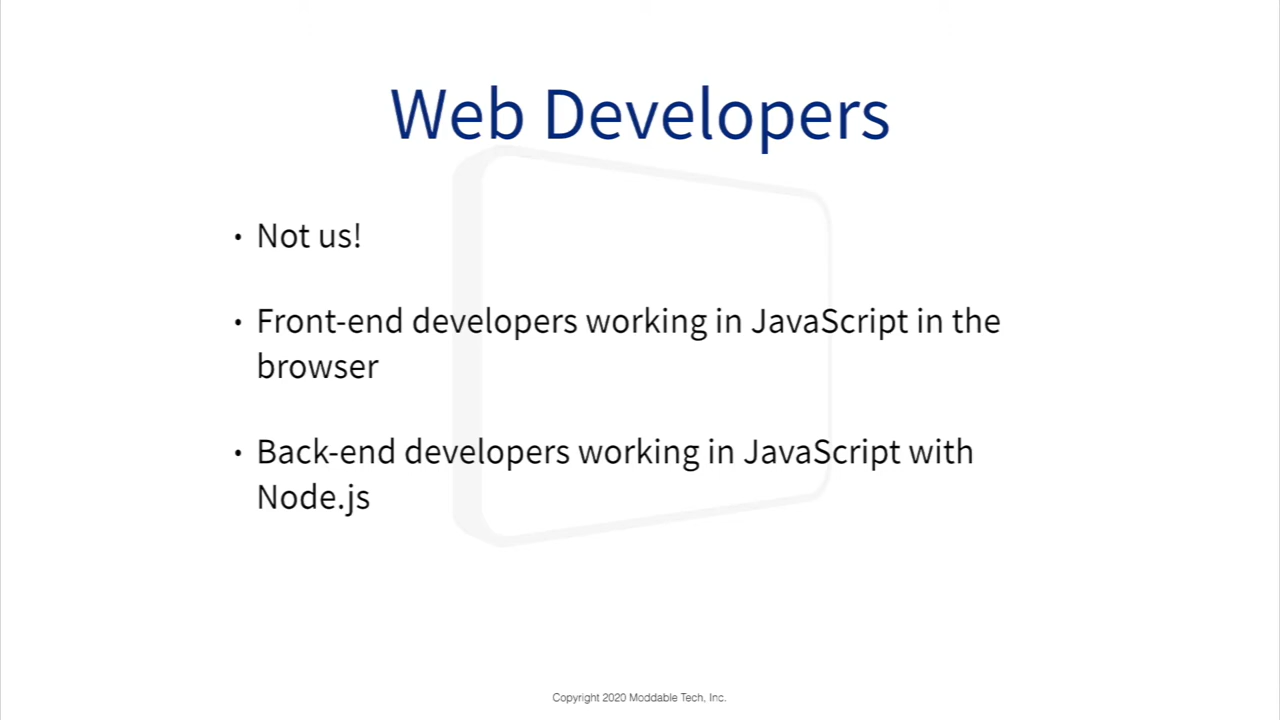 Web Developers
• Not us!
• Front-end developers working in JavaScript in the
browser
• Back-end developers working in JavaScript with
Node.js
Copyright 2020 Moddable Tech, Inc.